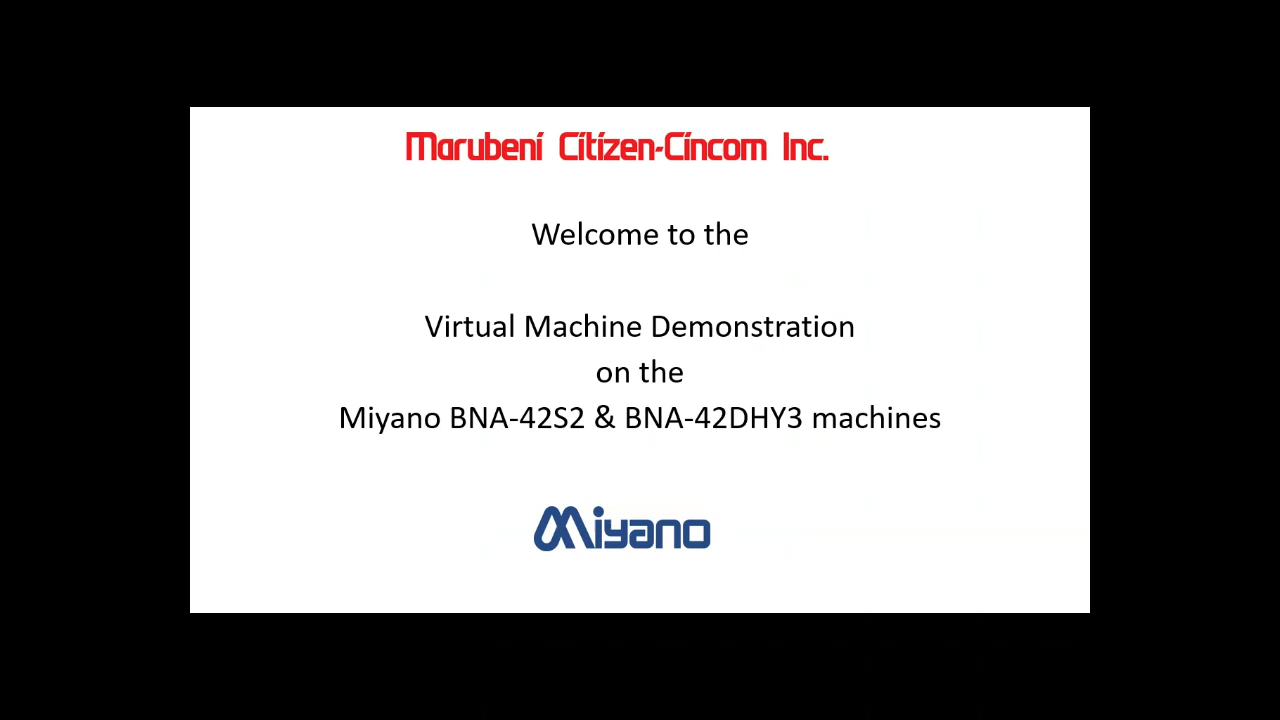 Marubeni Citizen-Cincom Inc.
Welcome to the
Virtual Machine Demonstration
on the
Miyano BNA-42S2 & BNA-42DHY3 machines
Miyano